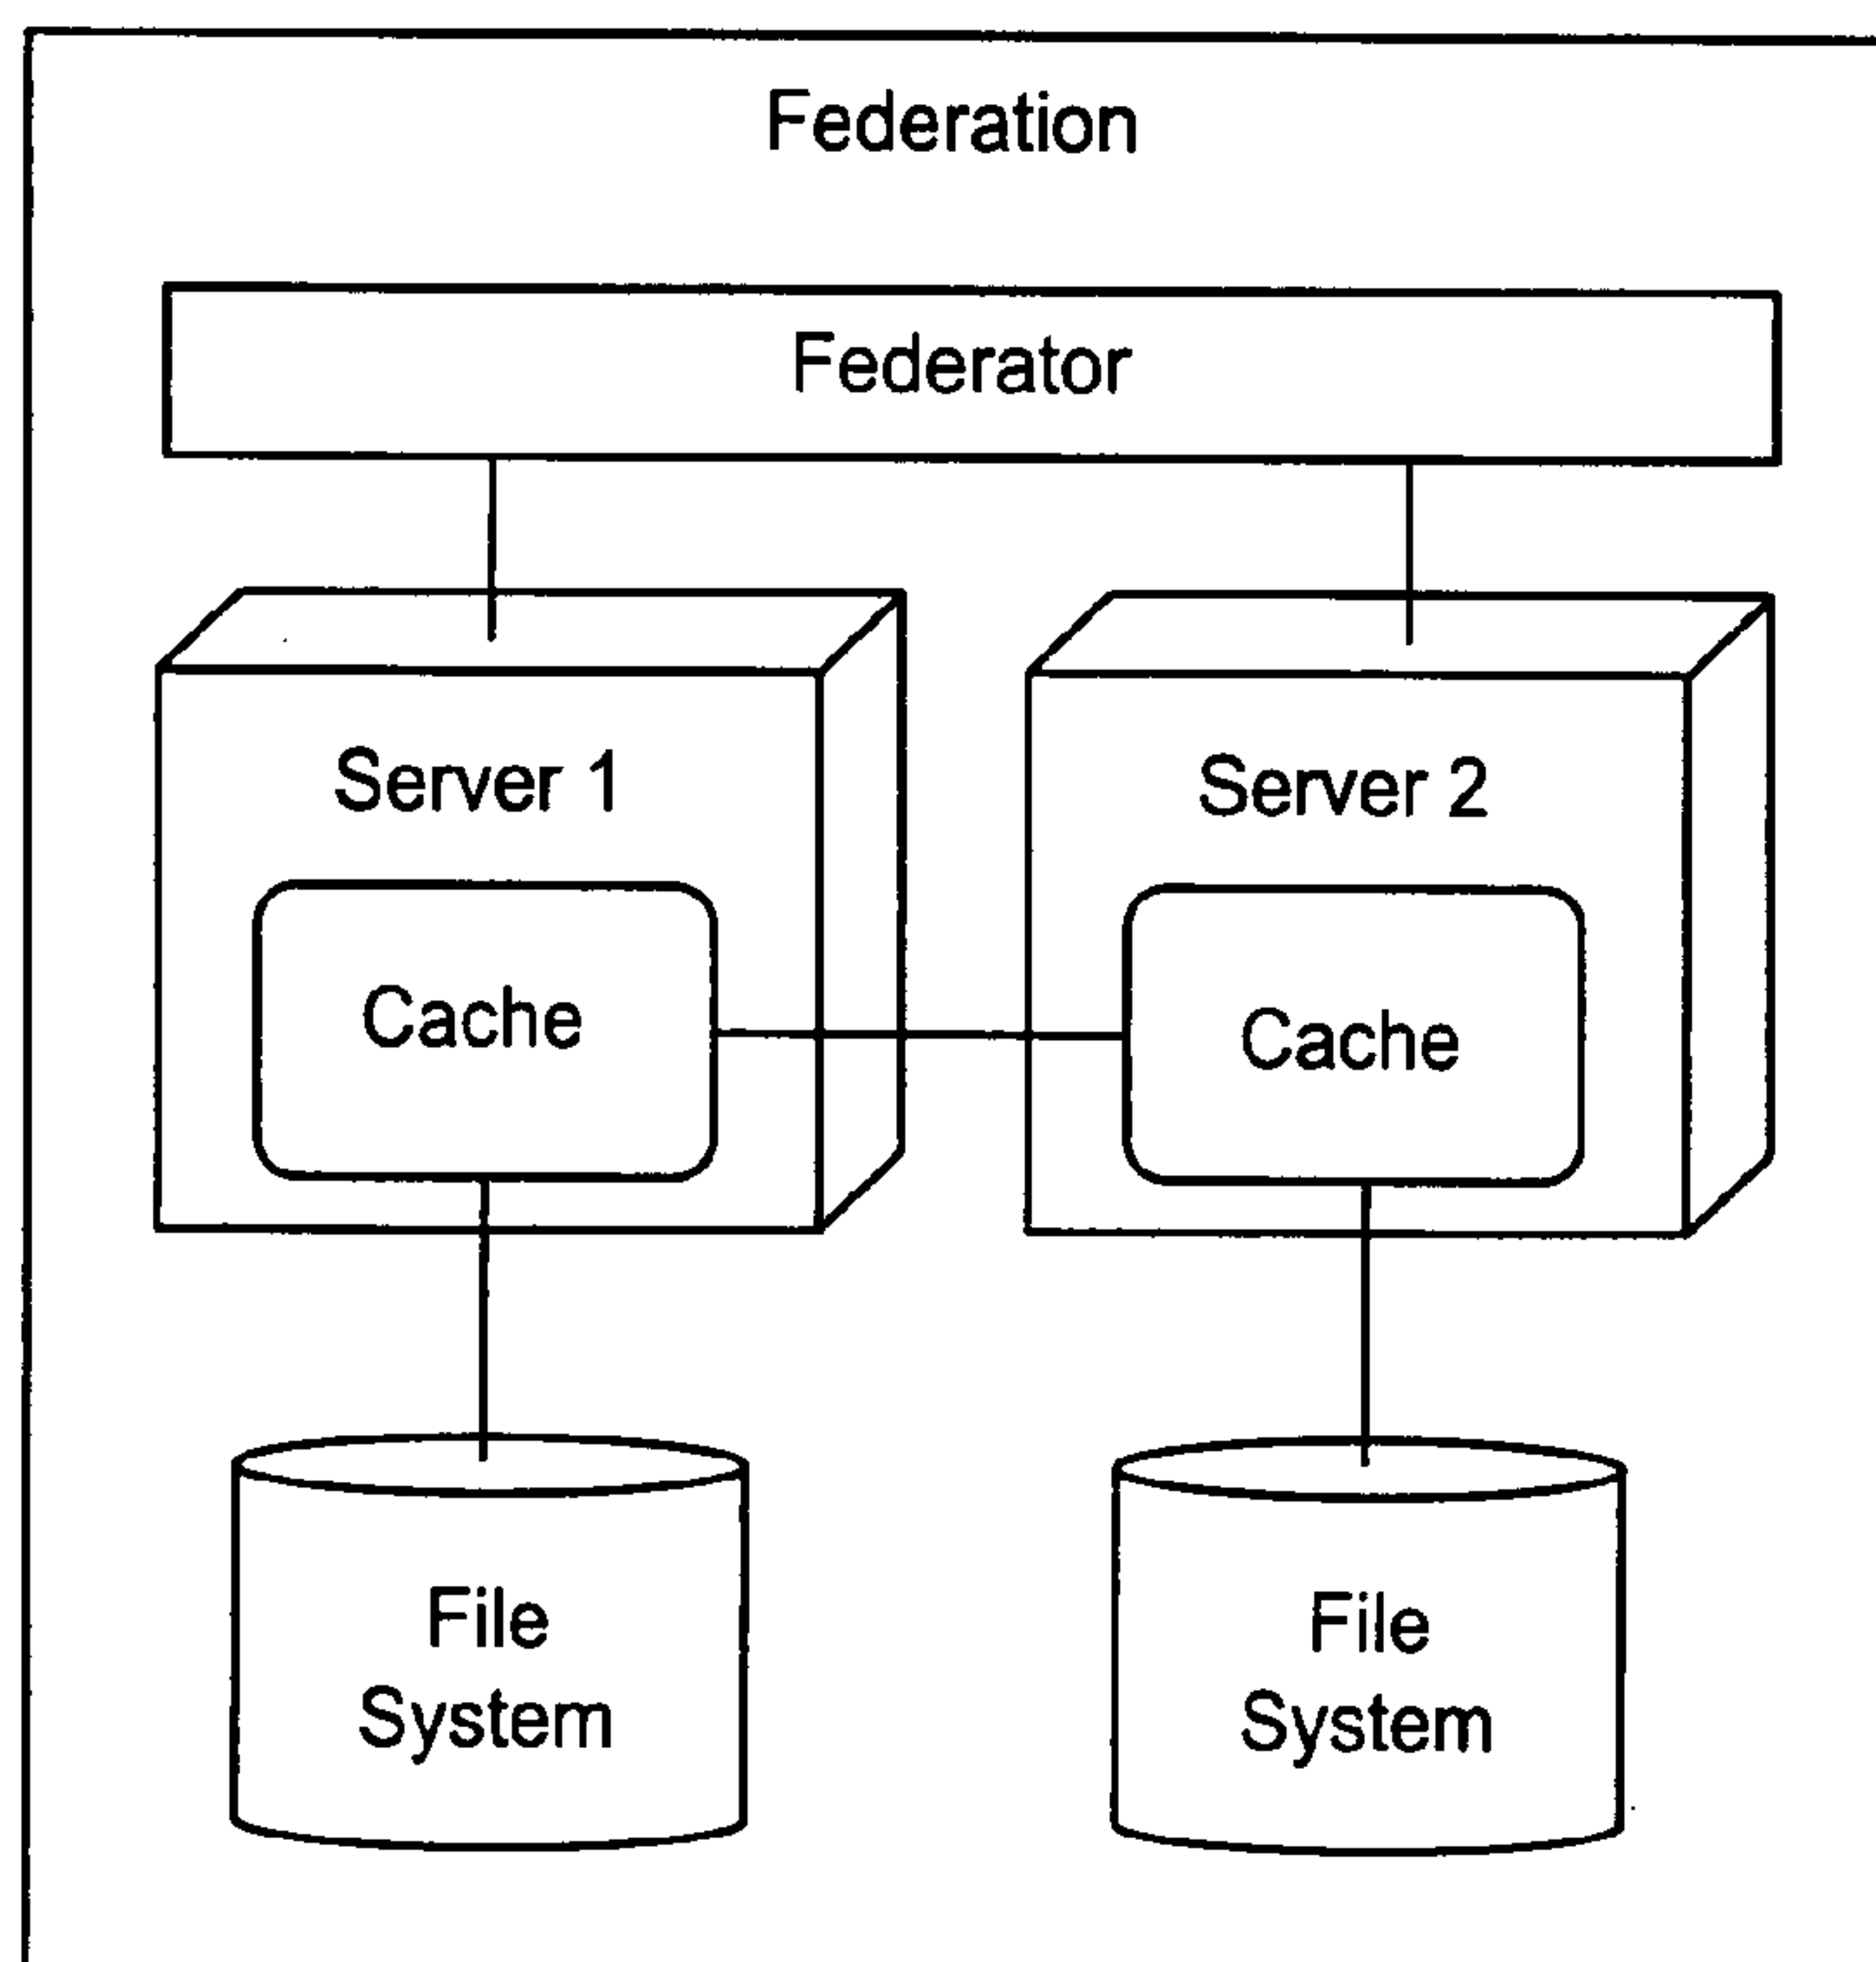 Federation
Federator
Server 1
Server 2
Cache
Cache
File
System
File
System